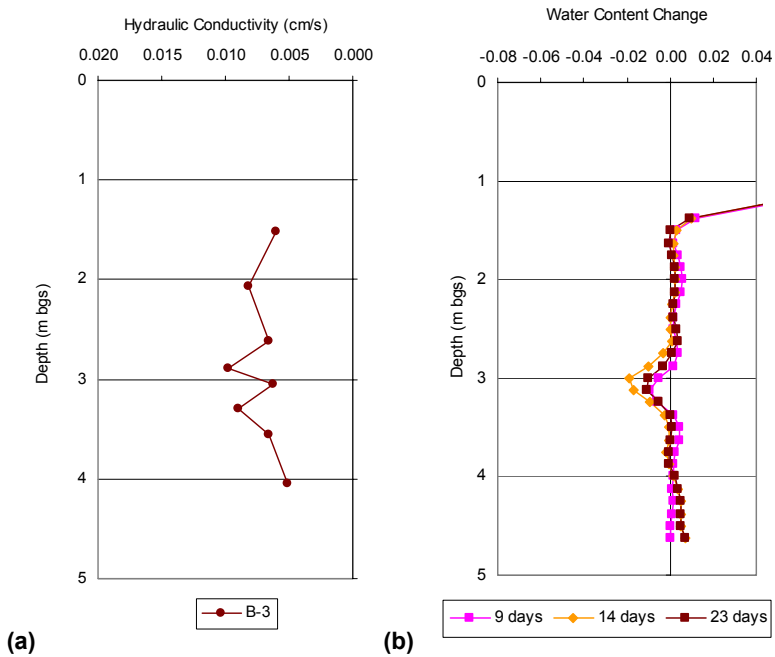 Hydraulic Conductivity (cm/s)
0.020 0.015 0.010 0.005 0.000
0
1
2
3
4
5
Depth (m bgs)
B-3
(a)
Water Content Change
-0.08 -0.06 -0.04 -0.02 0.00 0.02 0.04
0
1
2
3
4
5
Depth (m bgs)
9 days 14 days 23 days
(b)